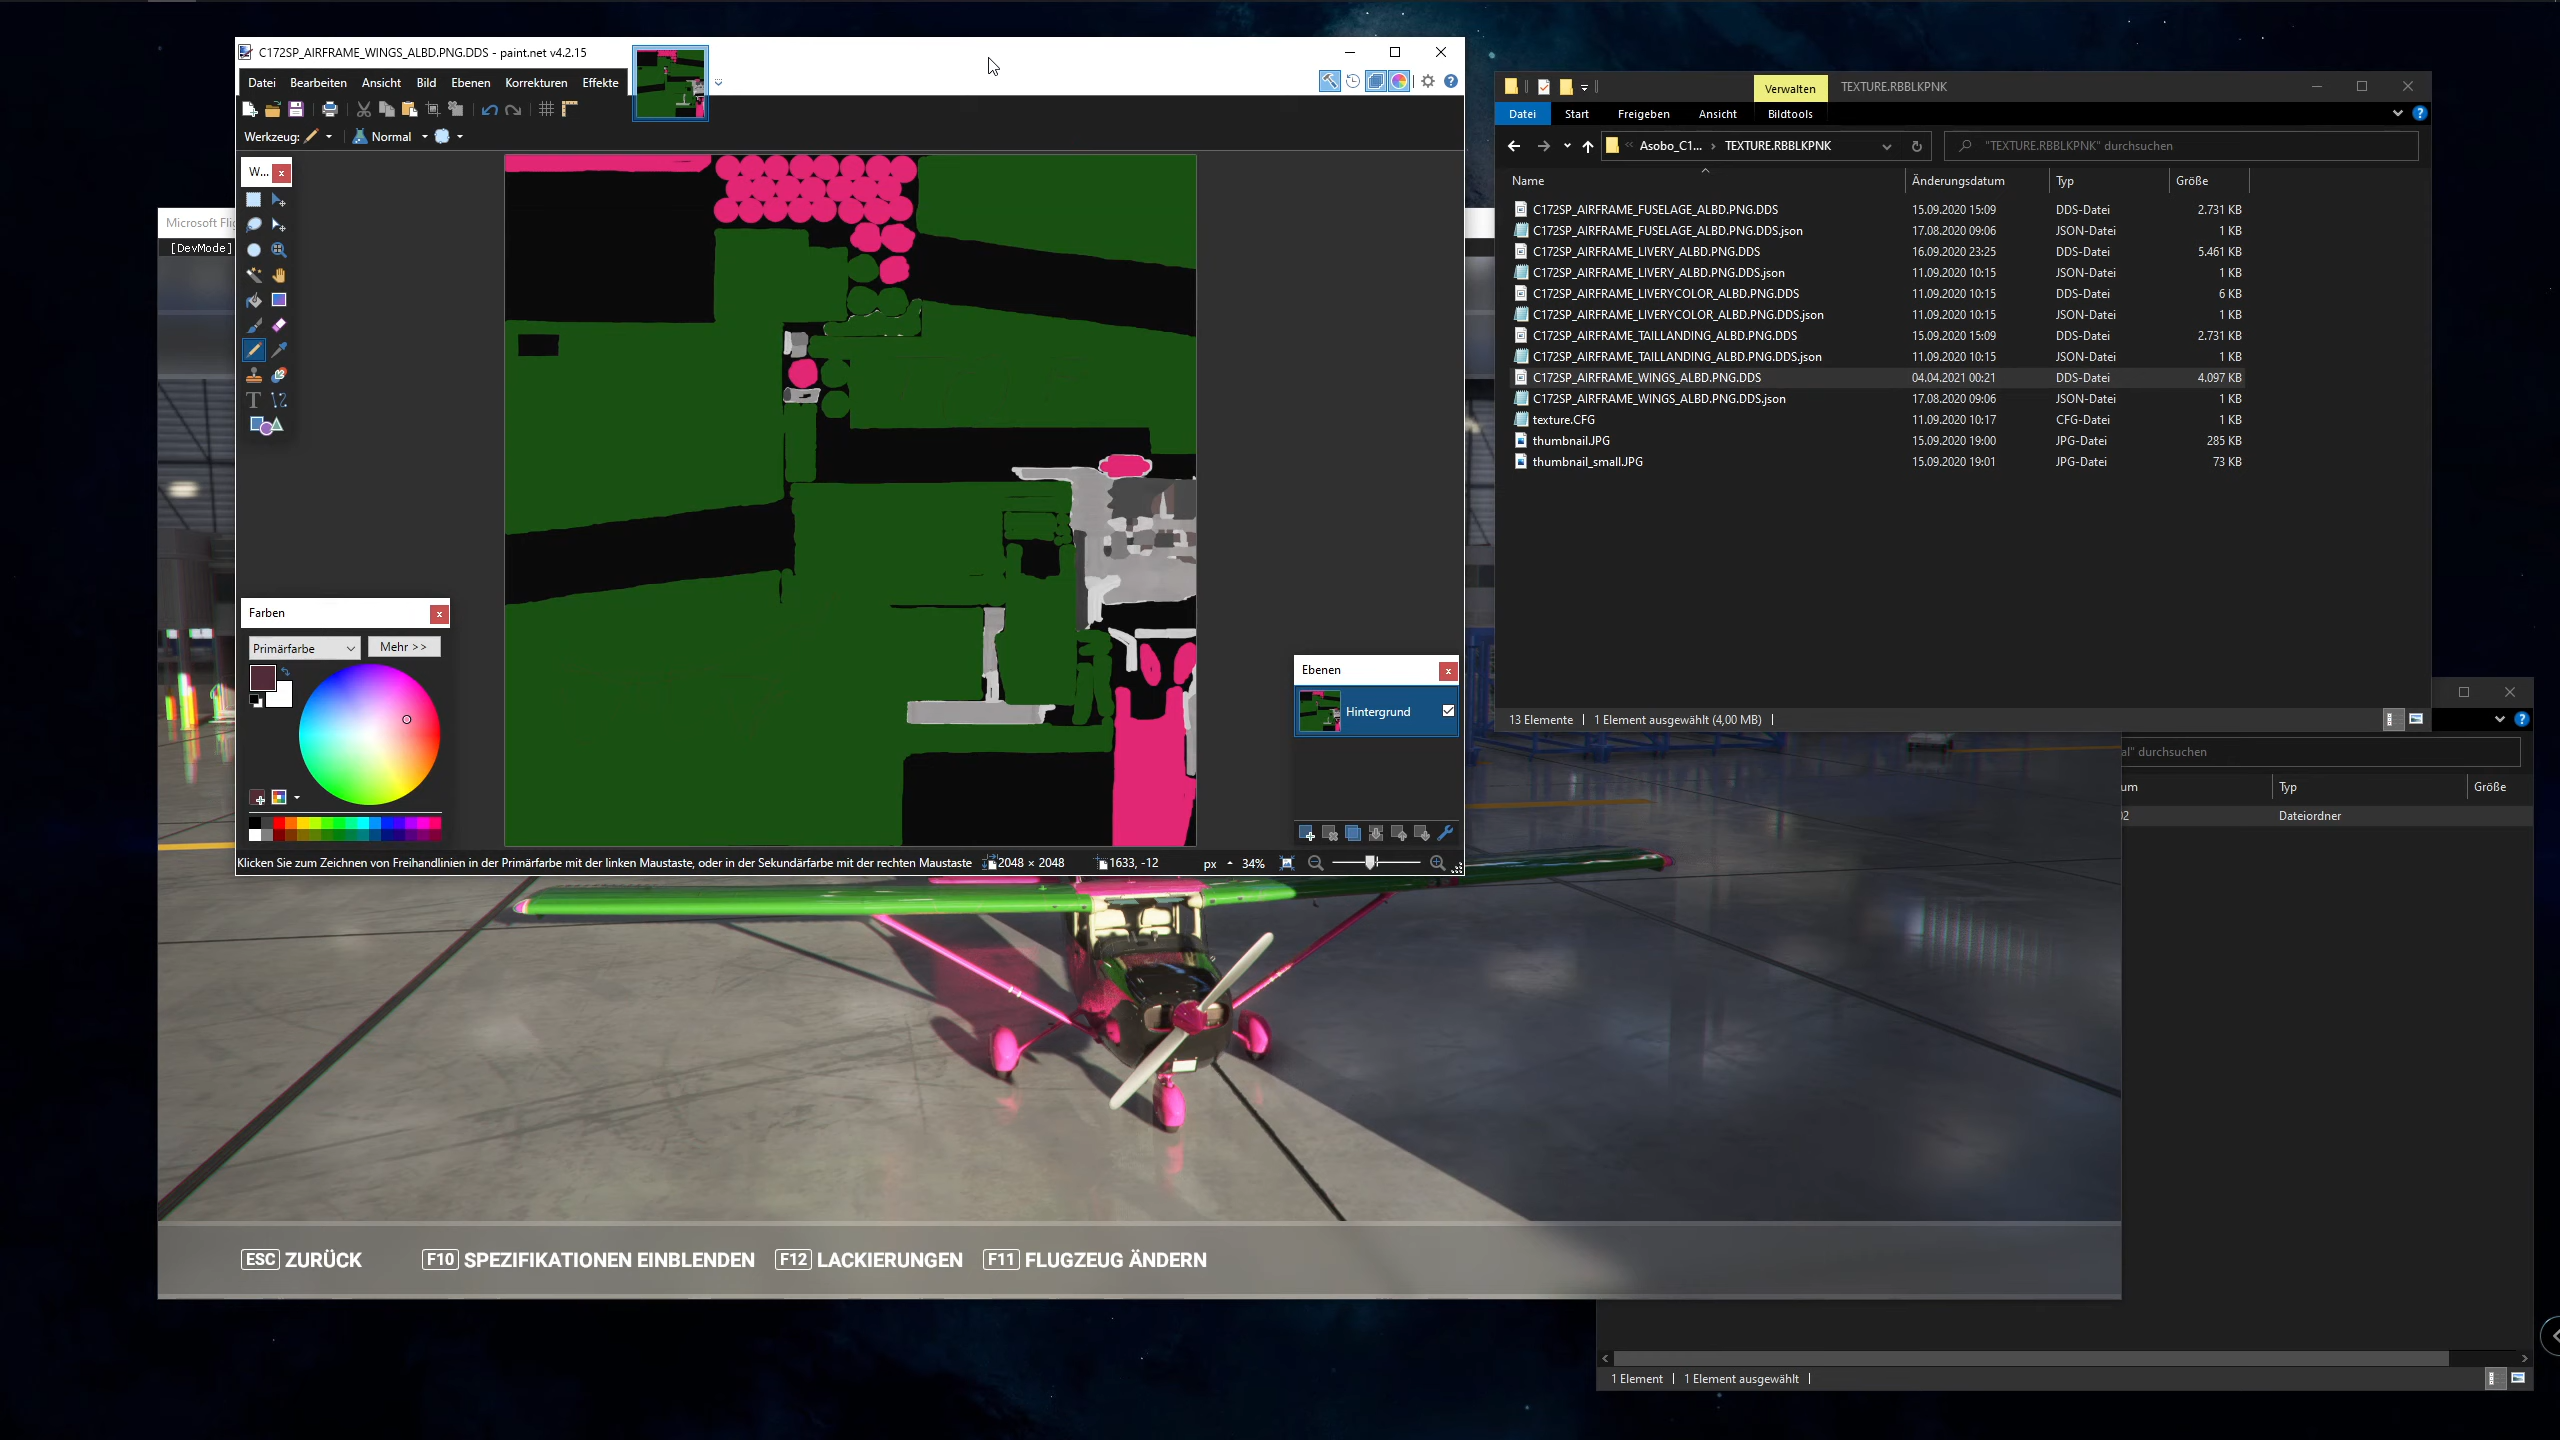 C172SP_AIRFRAME_WINGS_ALBD.PNG.DDS - paint.net v4.2.15
Datei Bearbeiten Ansicht Bild Ebenen Korrekturen Effekte
Werkzeug: Normal
W...
Microsoft Flig
[DevMode]
Farben
Primärfarbe
Mehr >>
Ebenen
Hintergrund
Klicken Sie zum Zeichnen von Freihandlinien in der Primärfarbe mit der linken Maustaste, oder in der Sekundärfarbe mit der rechten Maustaste 2048 × 2048 1633, -12 px 34%
Verwalten TEXTURE.RBBLKPNK
Datei Start Freigeben Ansicht Bildtools
« Asobo_C1... › TEXTURE.RBBLKPNK "TEXTURE.RBBLKPNK" durchsuchen
Name Änderungsdatum Typ Größe
C172SP_AIRFRAME_FUSELAGE_ALBD.PNG.DDS 15.09.2020 15:09 DDS-Datei 2.731 KB
C172SP_AIRFRAME_FUSELAGE_ALBD.PNG.DDS.json 17.08.2020 09:06 JSON-Datei 1 KB
C172SP_AIRFRAME_LIVERY_ALBD.PNG.DDS 16.09.2020 23:25 DDS-Datei 5.461 KB
C172SP_AIRFRAME_LIVERY_ALBD.PNG.DDS.json 11.09.2020 10:15 JSON-Datei 1 KB
C172SP_AIRFRAME_LIVERYCOLOR_ALBD.PNG.DDS 11.09.2020 10:15 DDS-Datei 6 KB
C172SP_AIRFRAME_LIVERYCOLOR_ALBD.PNG.DDS.json 11.09.2020 10:15 JSON-Datei 1 KB
C172SP_AIRFRAME_TAILLANDING_ALBD.PNG.DDS 15.09.2020 15:09 DDS-Datei 2.731 KB
C172SP_AIRFRAME_TAILLANDING_ALBD.PNG.DDS.json 11.09.2020 10:15 JSON-Datei 1 KB
C172SP_AIRFRAME_WINGS_ALBD.PNG.DDS 04.04.2021 00:21 DDS-Datei 4.097 KB
C172SP_AIRFRAME_WINGS_ALBD.PNG.DDS.json 17.08.2020 09:06 JSON-Datei 1 KB
texture.CFG 11.09.2020 10:17 CFG-Datei 1 KB
thumbnail.JPG 15.09.2020 19:00 JPG-Datei 285 KB
thumbnail_small.JPG 15.09.2020 19:01 JPG-Datei 73 KB
13 Elemente 1 Element ausgewählt (4,00 MB)
al" durchsuchen
um Typ Größe
02 Dateiordner
1 Element 1 Element ausgewählt
ESC ZURÜCK F10 SPEZIFIKATIONEN EINBLENDEN F12 LACKIERUNGEN F11 FLUGZEUG ÄNDERN